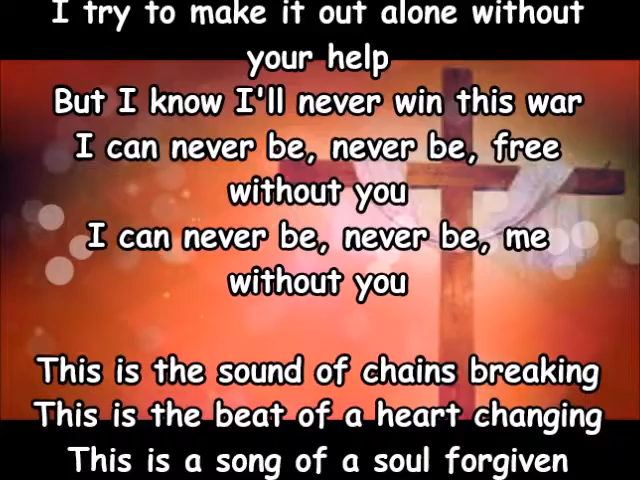 I try to make it out alone without
your help
But I know I'll never win this war
I can never be, never be, free
without you
I can never be, never be, me
without you
This is the sound of chains breaking
This is the beat of a heart changing
This is a song of a soul forgiven